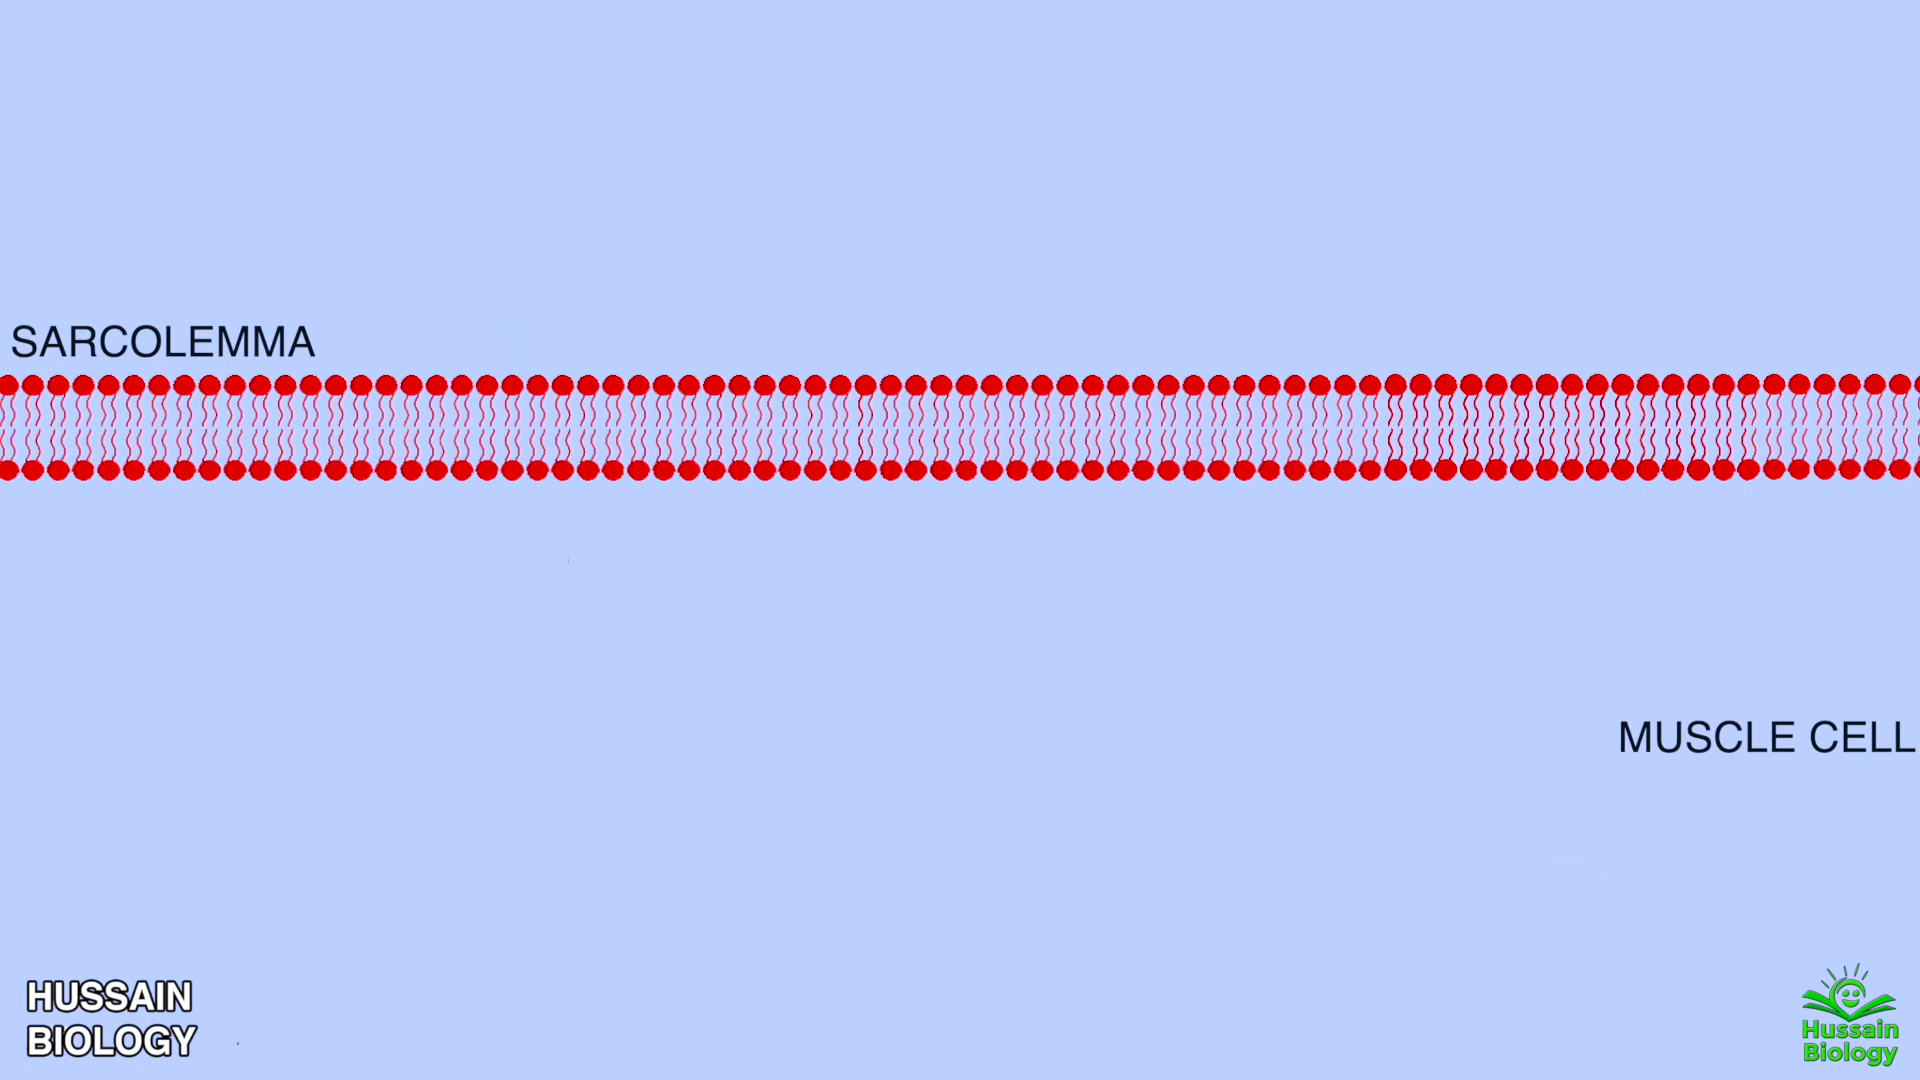 SARCOLEMMA
MUSCLE CELL
HUSSAIN
BIOLOGY
Hussain
Biology